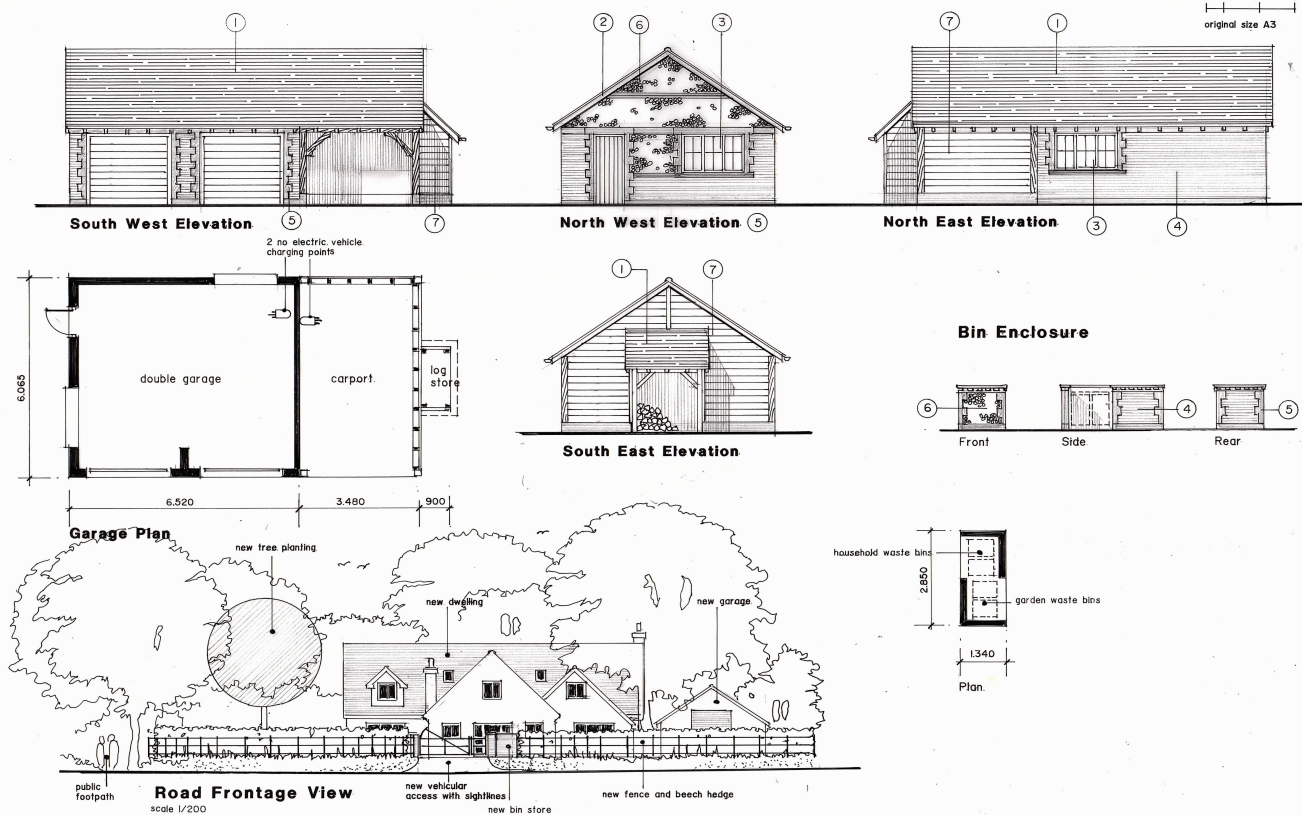 original size A3
1
2
6
3
7
1
South West Elevation
5
7
North West Elevation
5
North East Elevation
3
4
2 no electric vehicle
charging points
double garage
carport.
log
store
6.065
6.520
3.480
900
Garage Plan
1
7
South East Elevation
Bin Enclosure
6
4
5
Front
Side
Rear
household waste bins
garden waste bins
2.850
1.340
Plan.
new tree planting
new dwelling
new garage
public
footpath
Road Frontage View
scale 1/200
new vehicular
access with sightlines
new bin store
new fence and beech hedge